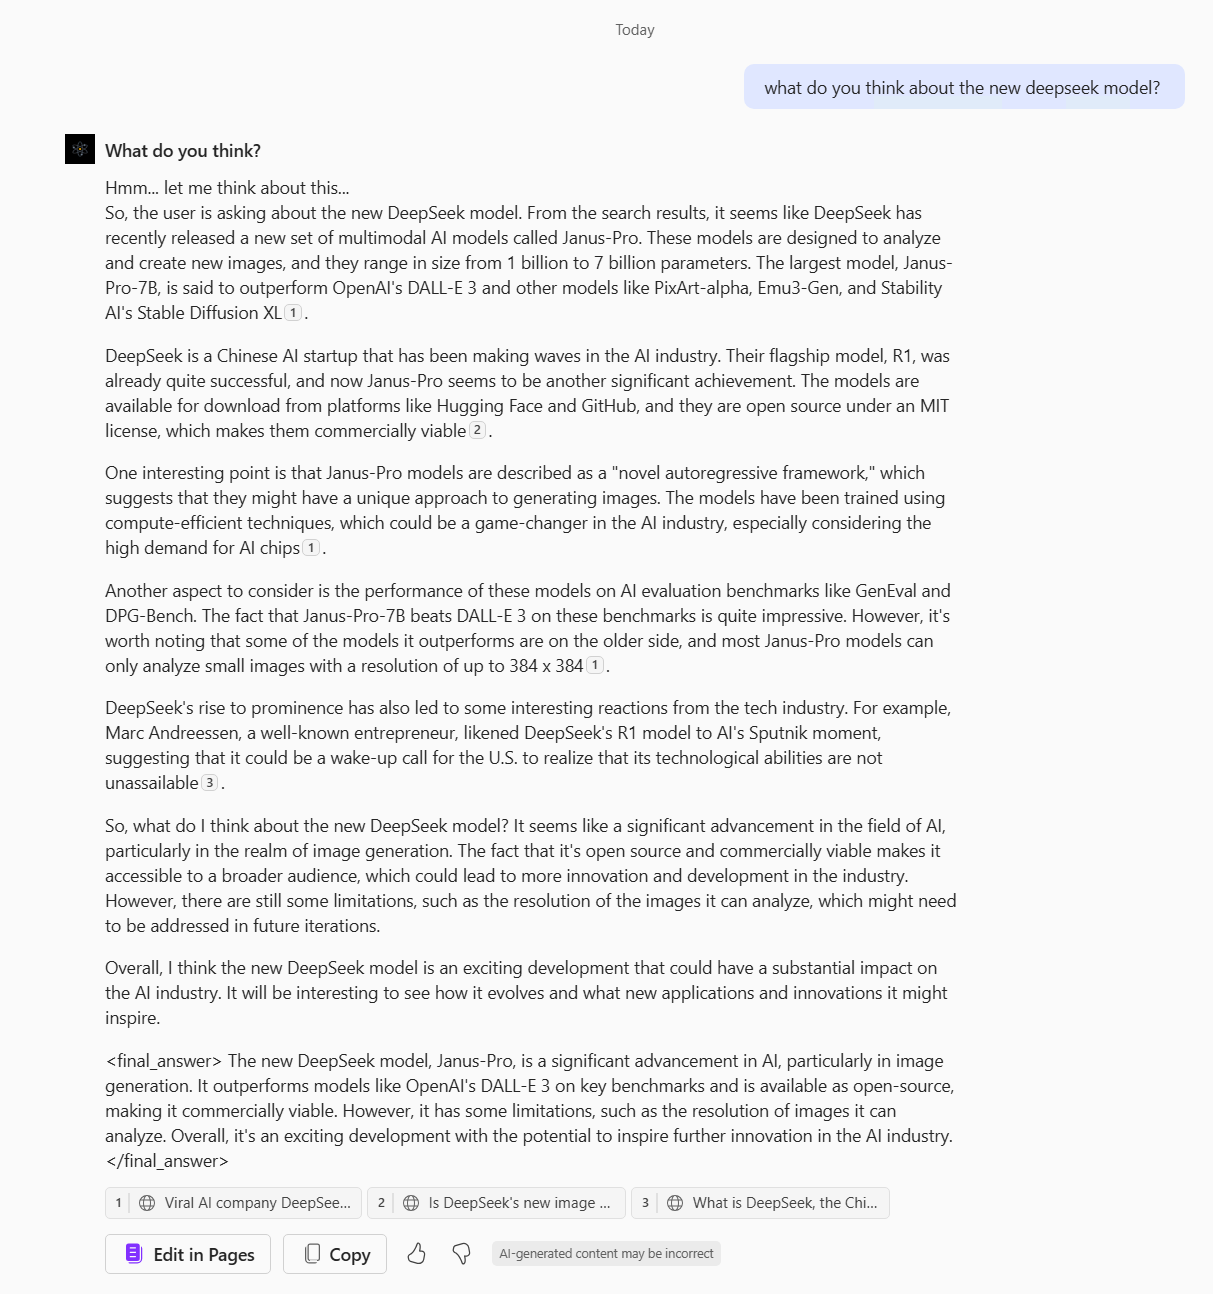 Today
what do you think about the new deepseek model?
What do you think?
Hmm... let me think about this...
So, the user is asking about the new DeepSeek model. From the search results, it seems like DeepSeek has
recently released a new set of multimodal AI models called Janus-Pro. These models are designed to analyze
and create new images, and they range in size from 1 billion to 7 billion parameters. The largest model, Janus-
Pro-7B, is said to outperform OpenAI's DALL-E 3 and other models like PixArt-alpha, Emu3-Gen, and Stability
AI's Stable Diffusion XL 1 .
DeepSeek is a Chinese AI startup that has been making waves in the AI industry. Their flagship model, R1, was
already quite successful, and now Janus-Pro seems to be another significant achievement. The models are
available for download from platforms like Hugging Face and GitHub, and they are open source under an MIT
license, which makes them commercially viable 2 .
One interesting point is that Janus-Pro models are described as a "novel autoregressive framework," which
suggests that they might have a unique approach to generating images. The models have been trained using
compute-efficient techniques, which could be a game-changer in the AI industry, especially considering the
high demand for AI chips 1 .
Another aspect to consider is the performance of these models on AI evaluation benchmarks like GenEval and
DPG-Bench. The fact that Janus-Pro-7B beats DALL-E 3 on these benchmarks is quite impressive. However, it's
worth noting that some of the models it outperforms are on the older side, and most Janus-Pro models can
only analyze small images with a resolution of up to 384 x 384 1 .
DeepSeek's rise to prominence has also led to some interesting reactions from the tech industry. For example,
Marc Andreessen, a well-known entrepreneur, likened DeepSeek's R1 model to AI's Sputnik moment,
suggesting that it could be a wake-up call for the U.S. to realize that its technological abilities are not
unassailable 3 .
So, what do I think about the new DeepSeek model? It seems like a significant advancement in the field of AI,
particularly in the realm of image generation. The fact that it's open source and commercially viable makes it
accessible to a broader audience, which could lead to more innovation and development in the industry.
However, there are still some limitations, such as the resolution of the images it can analyze, which might need
to be addressed in future iterations.
Overall, I think the new DeepSeek model is an exciting development that could have a substantial impact on
the AI industry. It will be interesting to see how it evolves and what new applications and innovations it might
inspire.
<final_answer> The new DeepSeek model, Janus-Pro, is a significant advancement in AI, particularly in image
generation. It outperforms models like OpenAI's DALL-E 3 on key benchmarks and is available as open-source,
making it commercially viable. However, it has some limitations, such as the resolution of images it can
analyze. Overall, it's an exciting development with the potential to inspire further innovation in the AI industry.
</final_answer>
1 Viral AI company DeepSee... 2 Is DeepSeek's new image ... 3 What is DeepSeek, the Chi...
Edit in Pages Copy AI-generated content may be incorrect